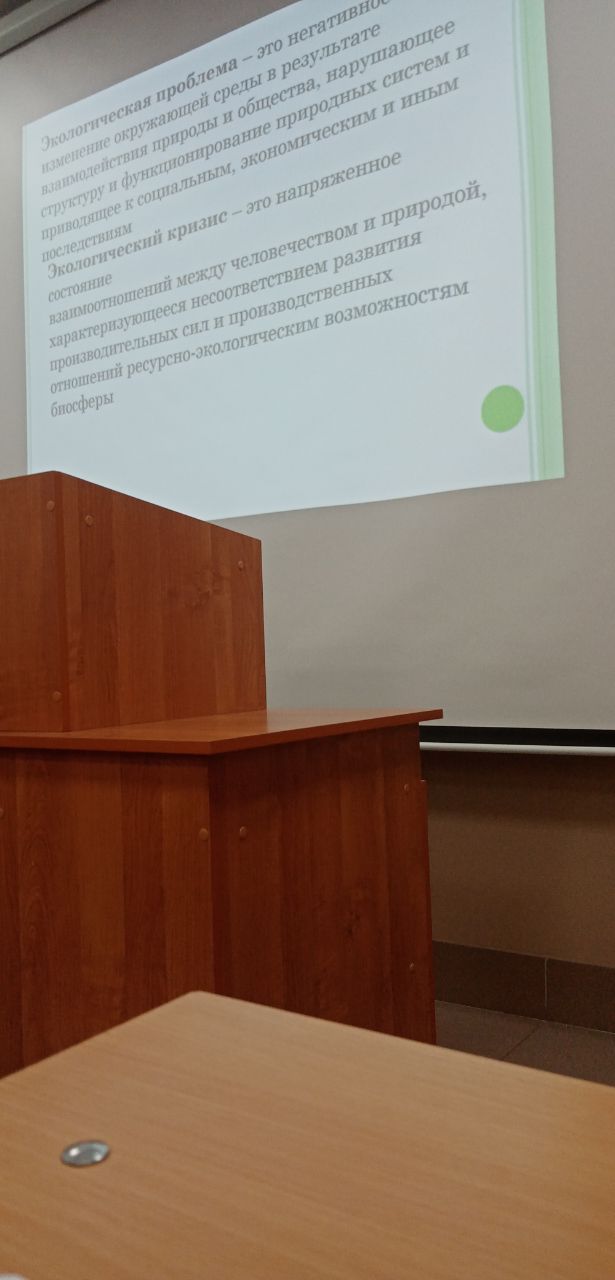 Экологическая проблема – это негативное
изменение окружающей среды в результате
взаимодействия природы и общества, нарушающее
структуру и функционирование природных систем и
приводящее к социальным, экономическим и иным
последствиям
Экологический кризис – это напряженное
состояние
взаимоотношений между человечеством и природой,
характеризующееся несоответствием развития
производительных сил и производственных
отношений ресурсно-экологическим возможностям
биосферы